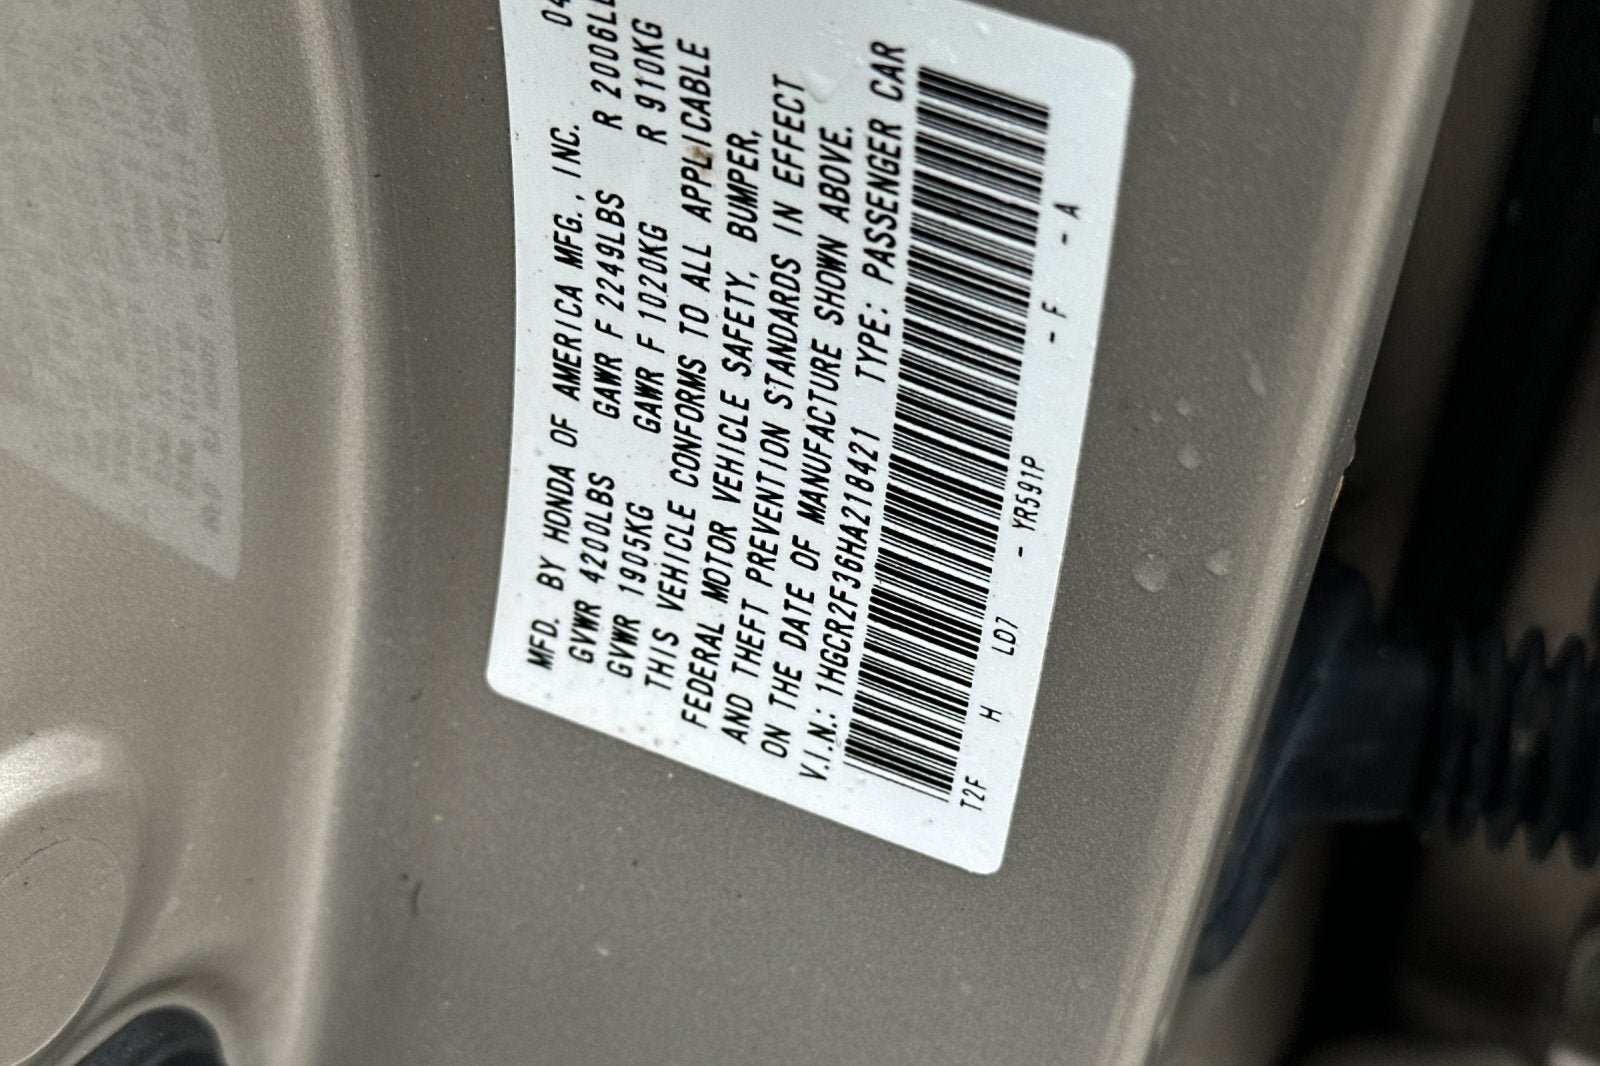 MFD. BY HONDA OF AMERICA MFG., INC. 04
GVWR 4200LBS GAWR F 2249LBS R 2006L
GVWR 1905KG GAWR F 1020KG R 910KG
THIS VEHICLE CONFORMS TO ALL APPLICABLE
FEDERAL MOTOR VEHICLE SAFETY, BUMPER,
AND THEFT PREVENTION STANDARDS IN EFFECT
ON THE DATE OF MANUFACTURE SHOWN ABOVE.
V.I.N.: 1HGCR2F36HA218421 TYPE: PASSENGER CAR
T2F H LD7 - YR591P - F - A